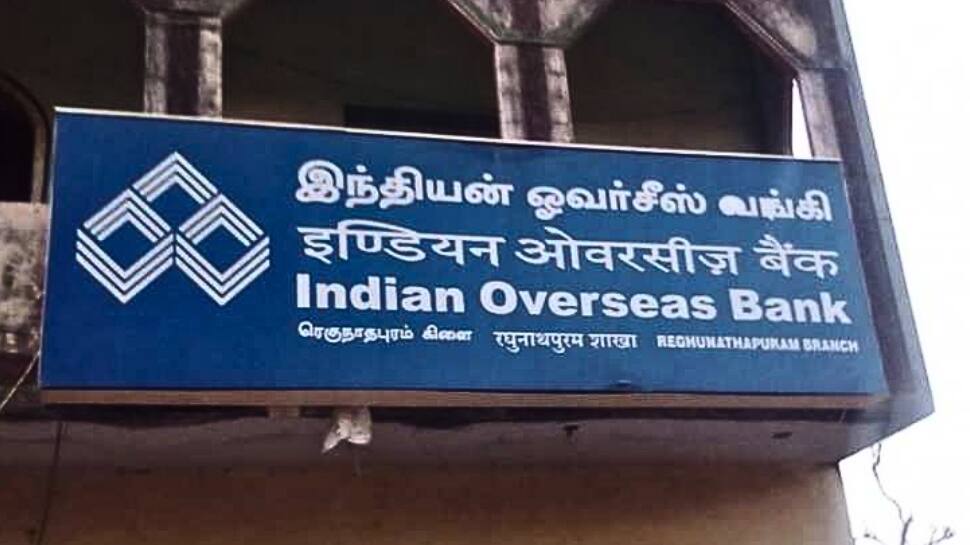 இந்தியன் ஓவர்சீஸ் வங்கி
इण्डियन ओवरसीज़ बैंक
Indian Overseas Bank
ரெகுநாதபுரம் கிளை रघुनाथपुरम शाखा REGHUNATHAPURAM BRANCH